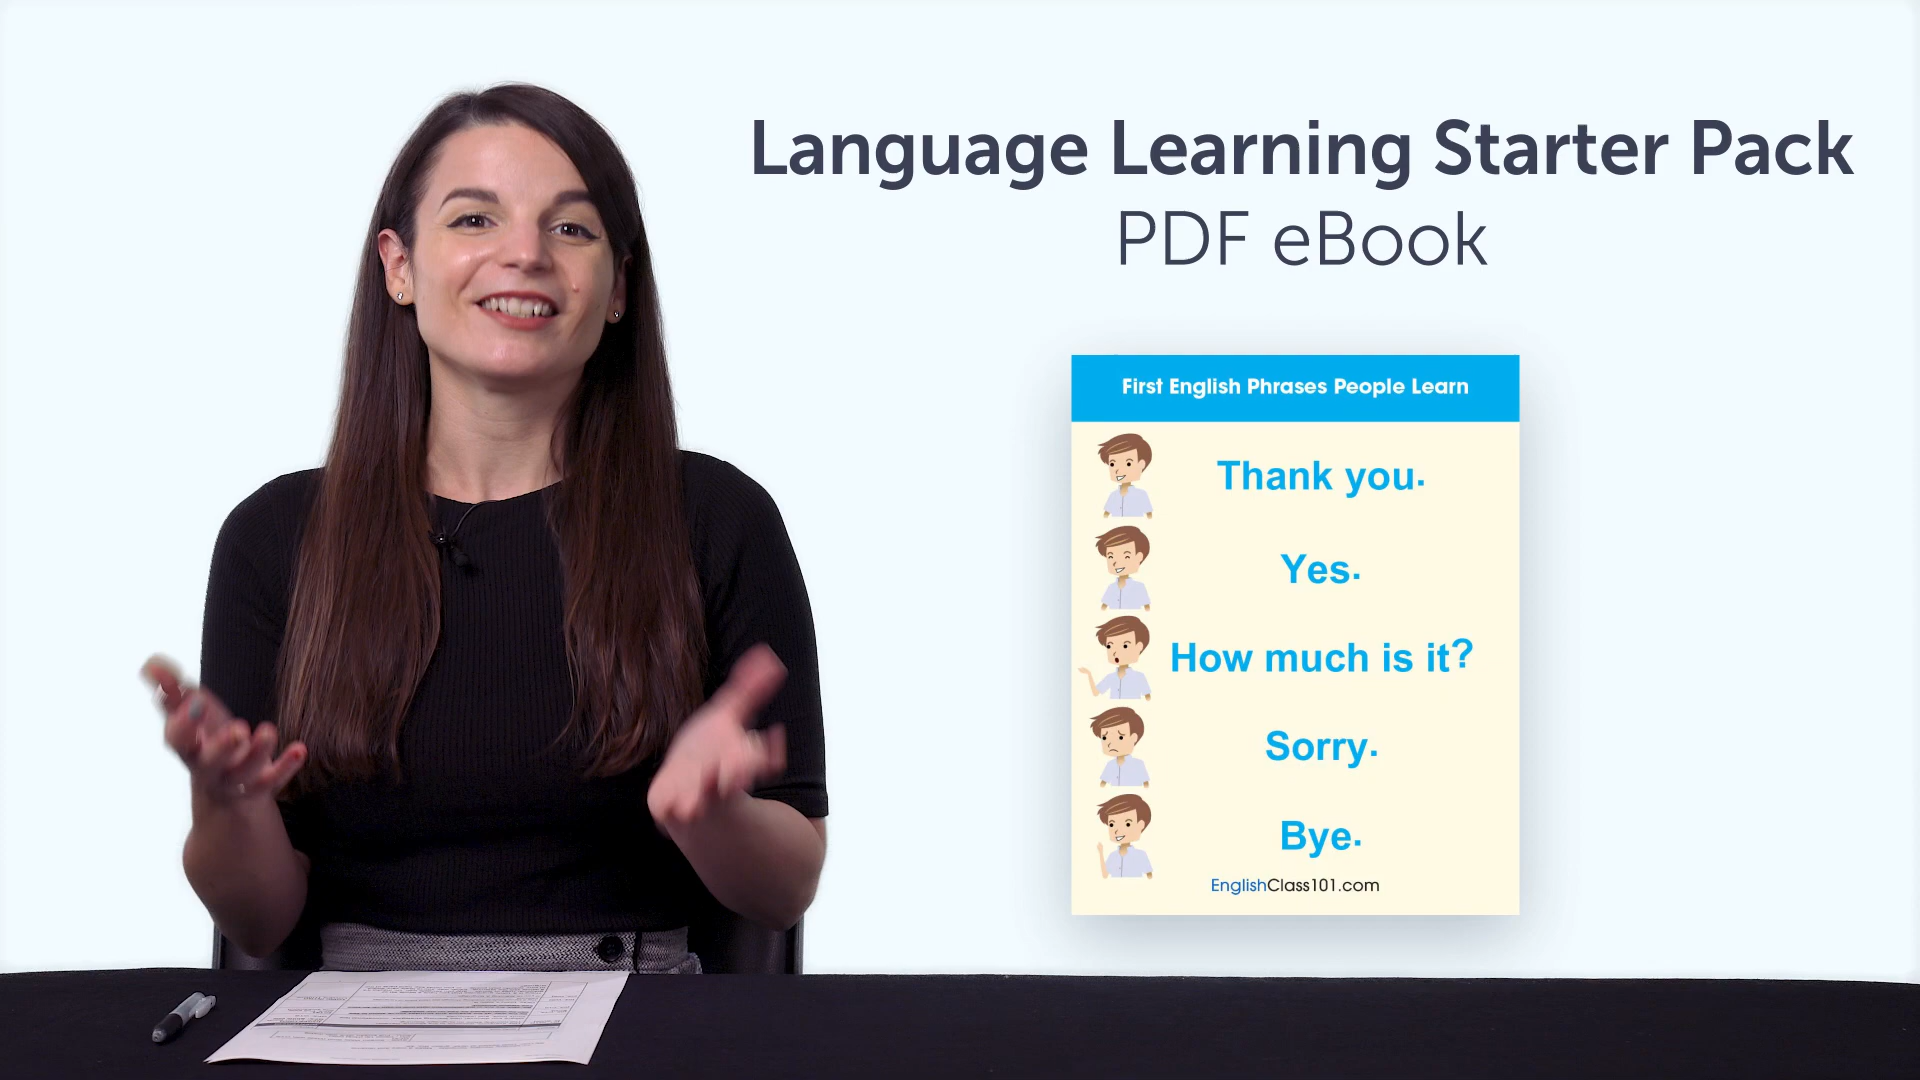 Language Learning Starter Pack
PDF eBook
First English Phrases People Learn
Thank you.
Yes.
How much is it?
Sorry.
Bye.
EnglishClass101.com